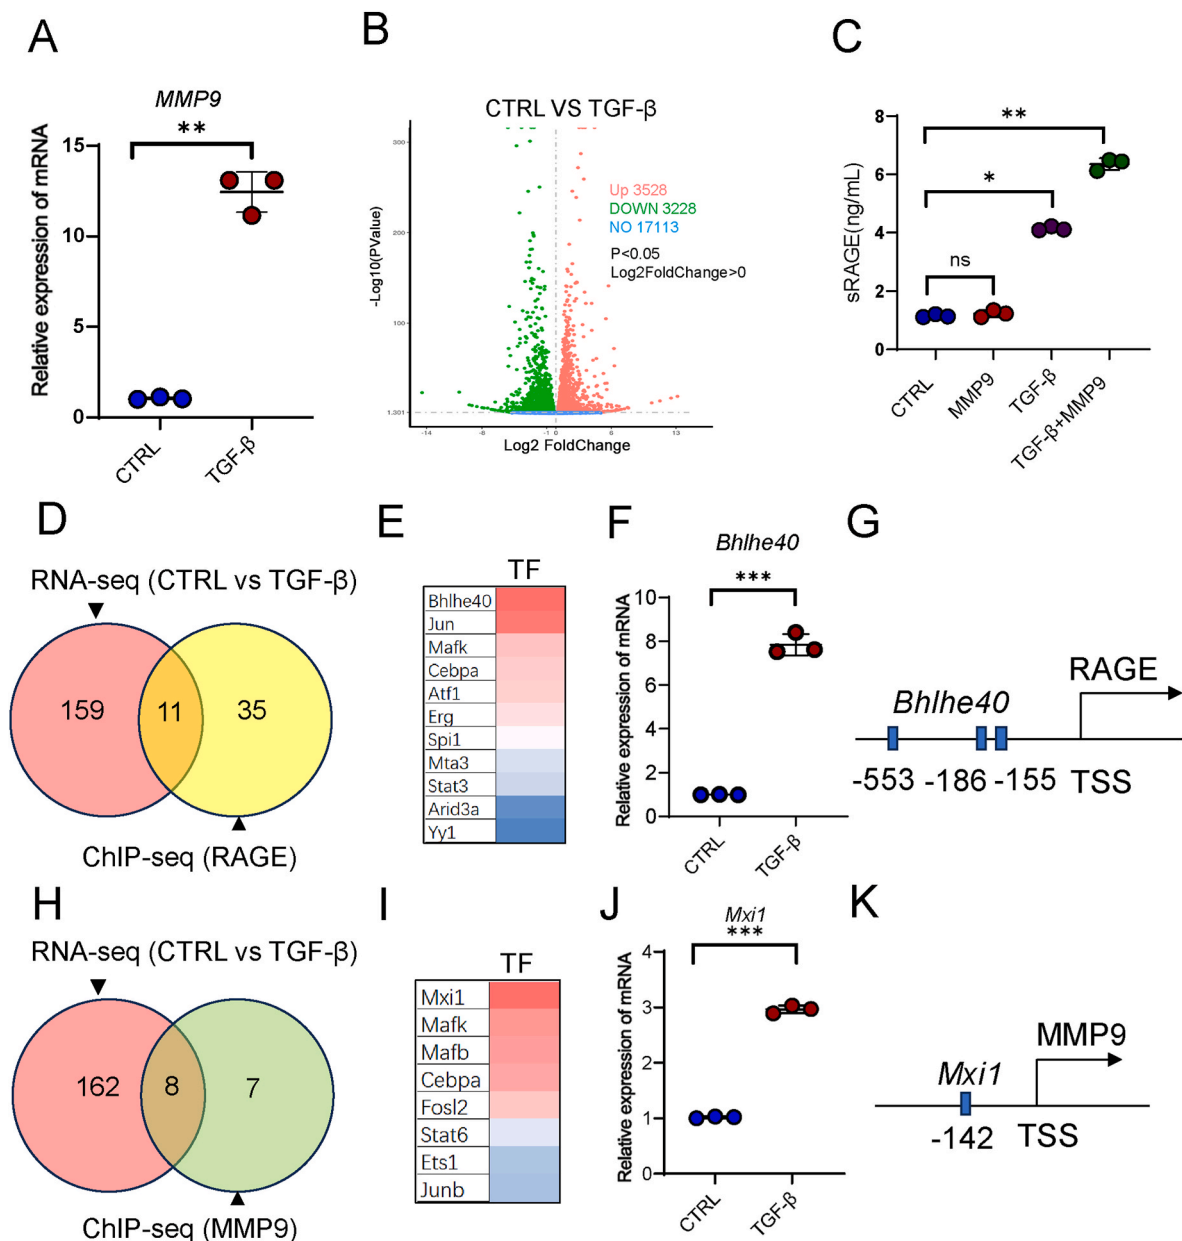 A
MMP9
**
Relative expression of mRNA
15
10
5
0
CTRL
TGF-β
B
CTRL VS TGF-β
-Log10(PValue)
300
200
100
1.301
Up 3528
DOWN 3228
NO 17113
P<0.05
Log2FoldChange>0
-14
-8
-1
0
6
13
Log2 FoldChange
C
sRAGE(ng/mL)
8
6
4
2
0
**
*
ns
CTRL
MMP9
TGF-β
TGF-β+MMP9
D
RNA-seq (CTRL vs TGF-β)
159
11
35
ChIP-seq (RAGE)
E
TF
Bhlhe40
Jun
Mafk
Cebpa
Atf1
Erg
Spi1
Mta3
Stat3
Arid3a
Yy1
F
Bhlhe40
***
Relative expression of mRNA
10
8
6
4
2
0
CTRL
TGF-β
G
RAGE
Bhlhe40
-553 -186 -155 TSS
H
RNA-seq (CTRL vs TGF-β)
162
8
7
ChIP-seq (MMP9)
I
TF
Mxi1
Mafk
Mafb
Cebpa
Fosl2
Stat6
Ets1
Junb
J
Mxi1
***
Relative expression of mRNA
4
3
2
1
0
CTRL
TGF-β
K
MMP9
Mxi1
-142 TSS